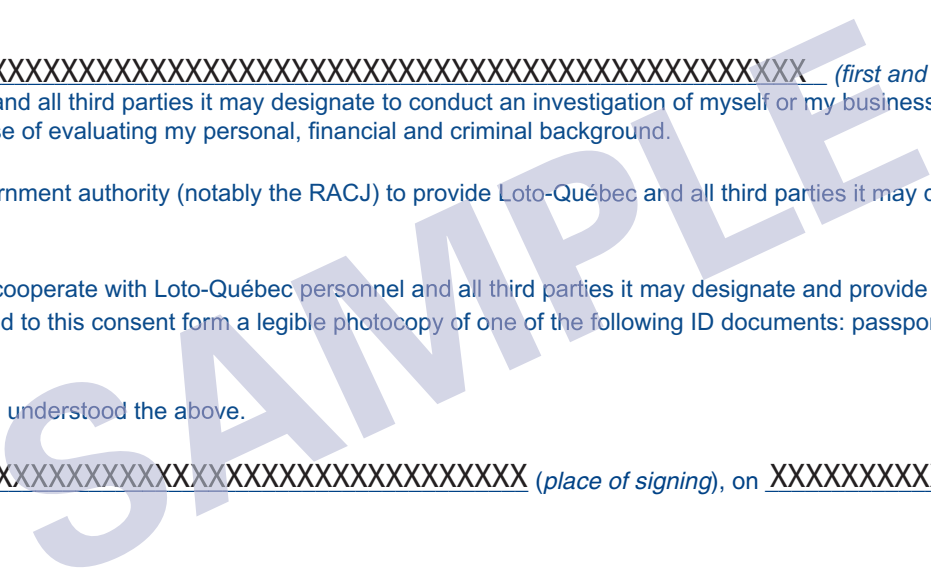 XXXXXXXXXXXXXXXXXXXXXXXXXXXXXXXXXXXXXXXXXXXXXX (first and
and all third parties it may designate to conduct an investigation of myself or my business
se of evaluating my personal, financial and criminal background.
rnment authority (notably the RACJ) to provide Loto-Québec and all third parties it may
cooperate with Loto-Québec personnel and all third parties it may designate and provide
d to this consent form a legible photocopy of one of the following ID documents: passpor
understood the above.
XXXXXXXXXXXXXXXXXXXXXXXXXXXXXX (place of signing), on XXXXXXXXX
SAMPLE